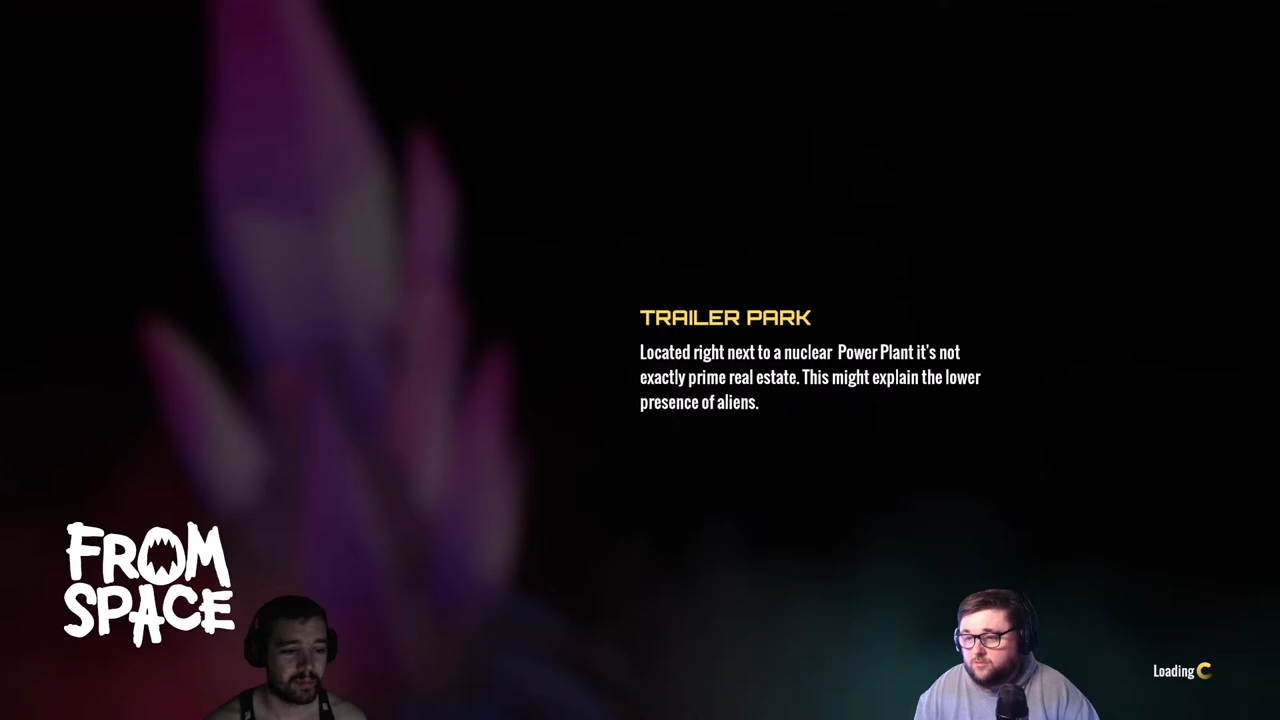 TRAILER PARK
Located right next to a nuclear Power Plant it's not
exactly prime real estate. This might explain the lower
presence of aliens.
FROM
SPACE
Loading